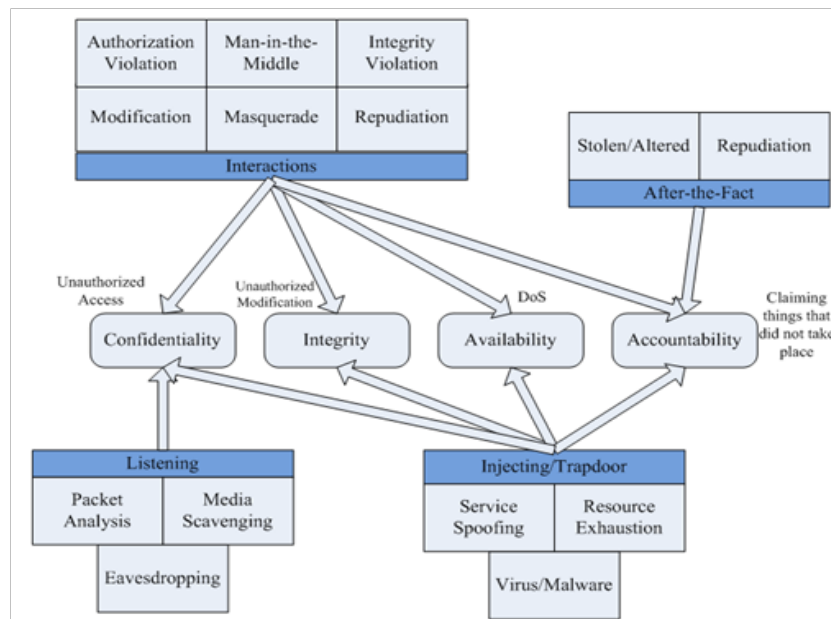 Authorization
Violation
Man-in-the-
Middle
Integrity
Violation
Modification
Masquerade
Repudiation
Interactions
Stolen/Altered
Repudiation
After-the-Fact
Unauthorized
Access
Unauthorized
Modification
DoS
Claiming
things that
did not take
place
Confidentiality
Integrity
Availability
Accountability
Listening
Packet
Analysis
Media
Scavenging
Eavesdropping
Injecting/Trapdoor
Service
Spoofing
Resource
Exhaustion
Virus/Malware